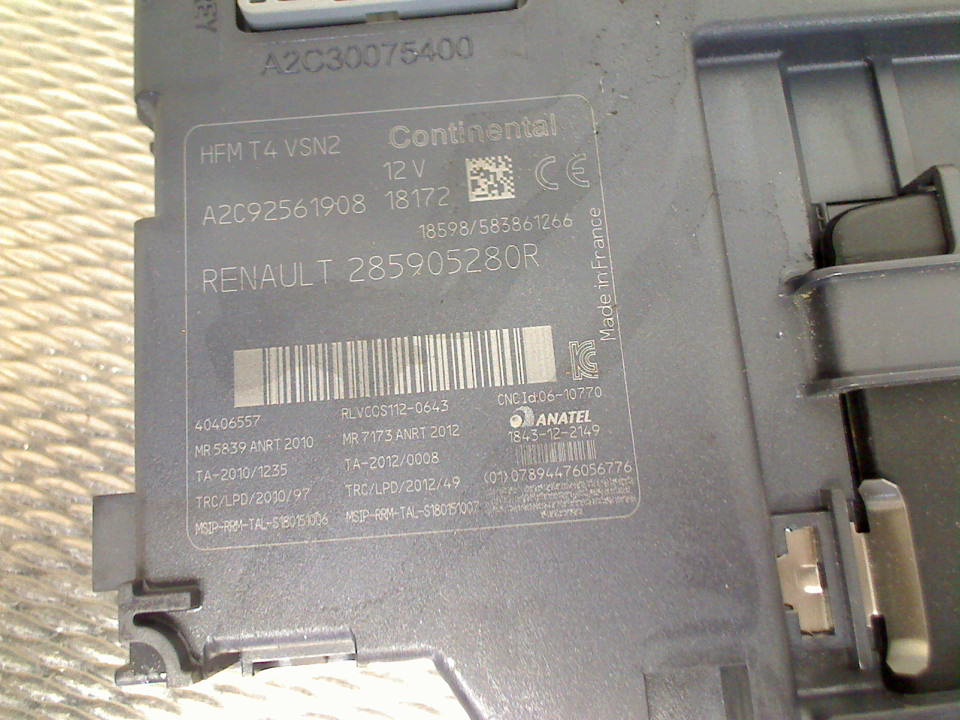 A2C30075400
HFM T4 VSN2 Continental
12 V
A2C92561908 18172
18598/583861266
RENAULT 285905280R
Made in France
CNC Id:06-10770
40406557 RLVCCS112-0643
ANATEL
MR 5839 ANRT 2010 MR 7173 ANRT 2012 1843-12-2149
TA-2010/1235 TA-2012/0008
(01)07894476056776
TRC/LPD/2010/97 TRC/LPD/2012/49
MSIP-RRM-TAL-S180151006 MSIP-RRM-TAL-S180151007